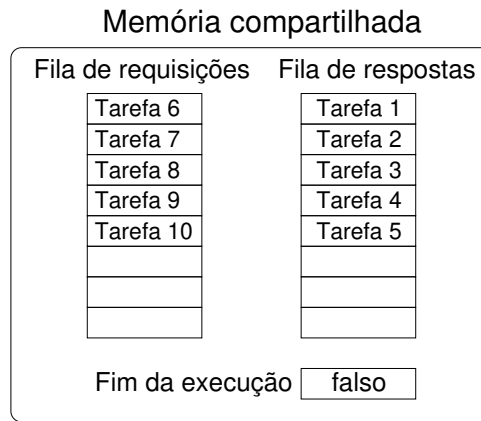 Memória compartilhada
Fila de requisições
Fila de respostas
Tarefa 6
Tarefa 7
Tarefa 8
Tarefa 9
Tarefa 10
Tarefa 1
Tarefa 2
Tarefa 3
Tarefa 4
Tarefa 5
Fim da execução
falso